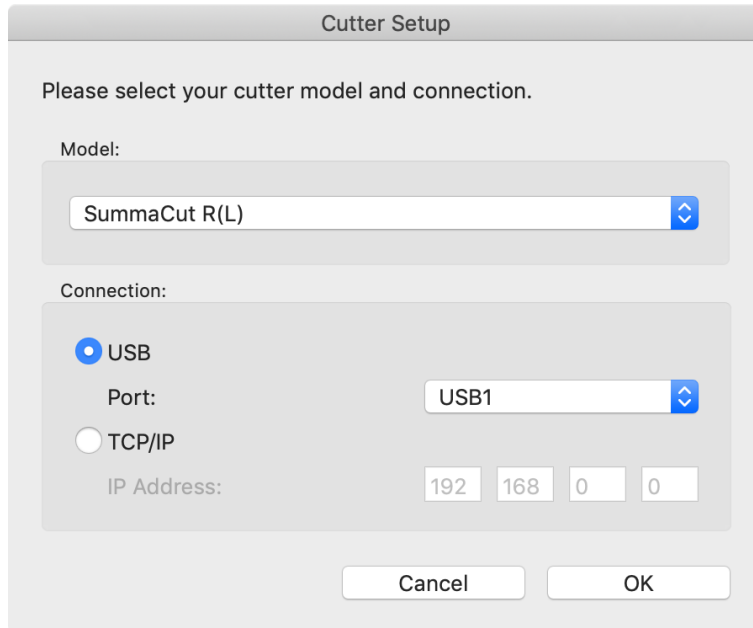 Cutter Setup
Please select your cutter model and connection.
Model:
SummaCut R(L)
Connection:
USB
Port: USB1
TCP/IP
IP Address: 192 168 0 0
Cancel OK